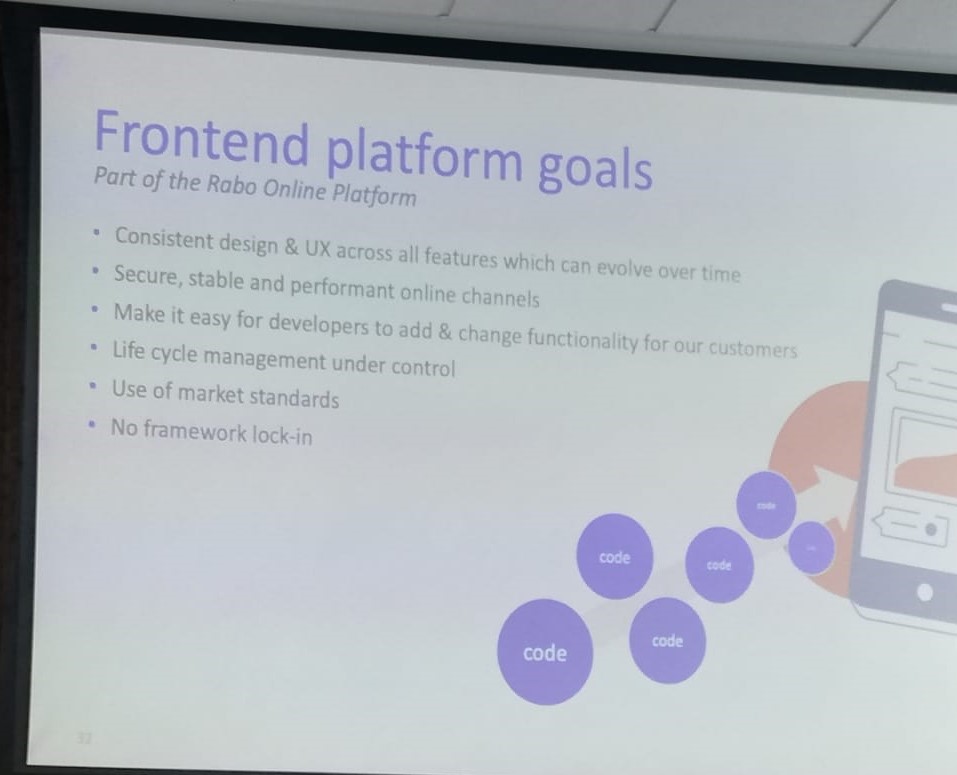 Frontend platform goals
Part of the Rabo Online Platform
• Consistent design & UX across all features which can evolve over time
• Secure, stable and performant online channels
• Make it easy for developers to add & change functionality for our customers
• Life cycle management under control
• Use of market standards
• No framework lock-in
code
code
code
code
code